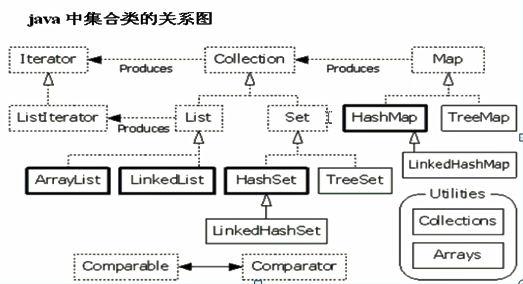 java 中集合类的关系图
Iterator Produces Collection Produces Map
ListIterator Produces List Set HashMap TreeMap
ArrayList LinkedList HashSet TreeSet LinkedHashMap
Utilities
Collections
LinkedHashSet
Arrays
Comparable Comparator